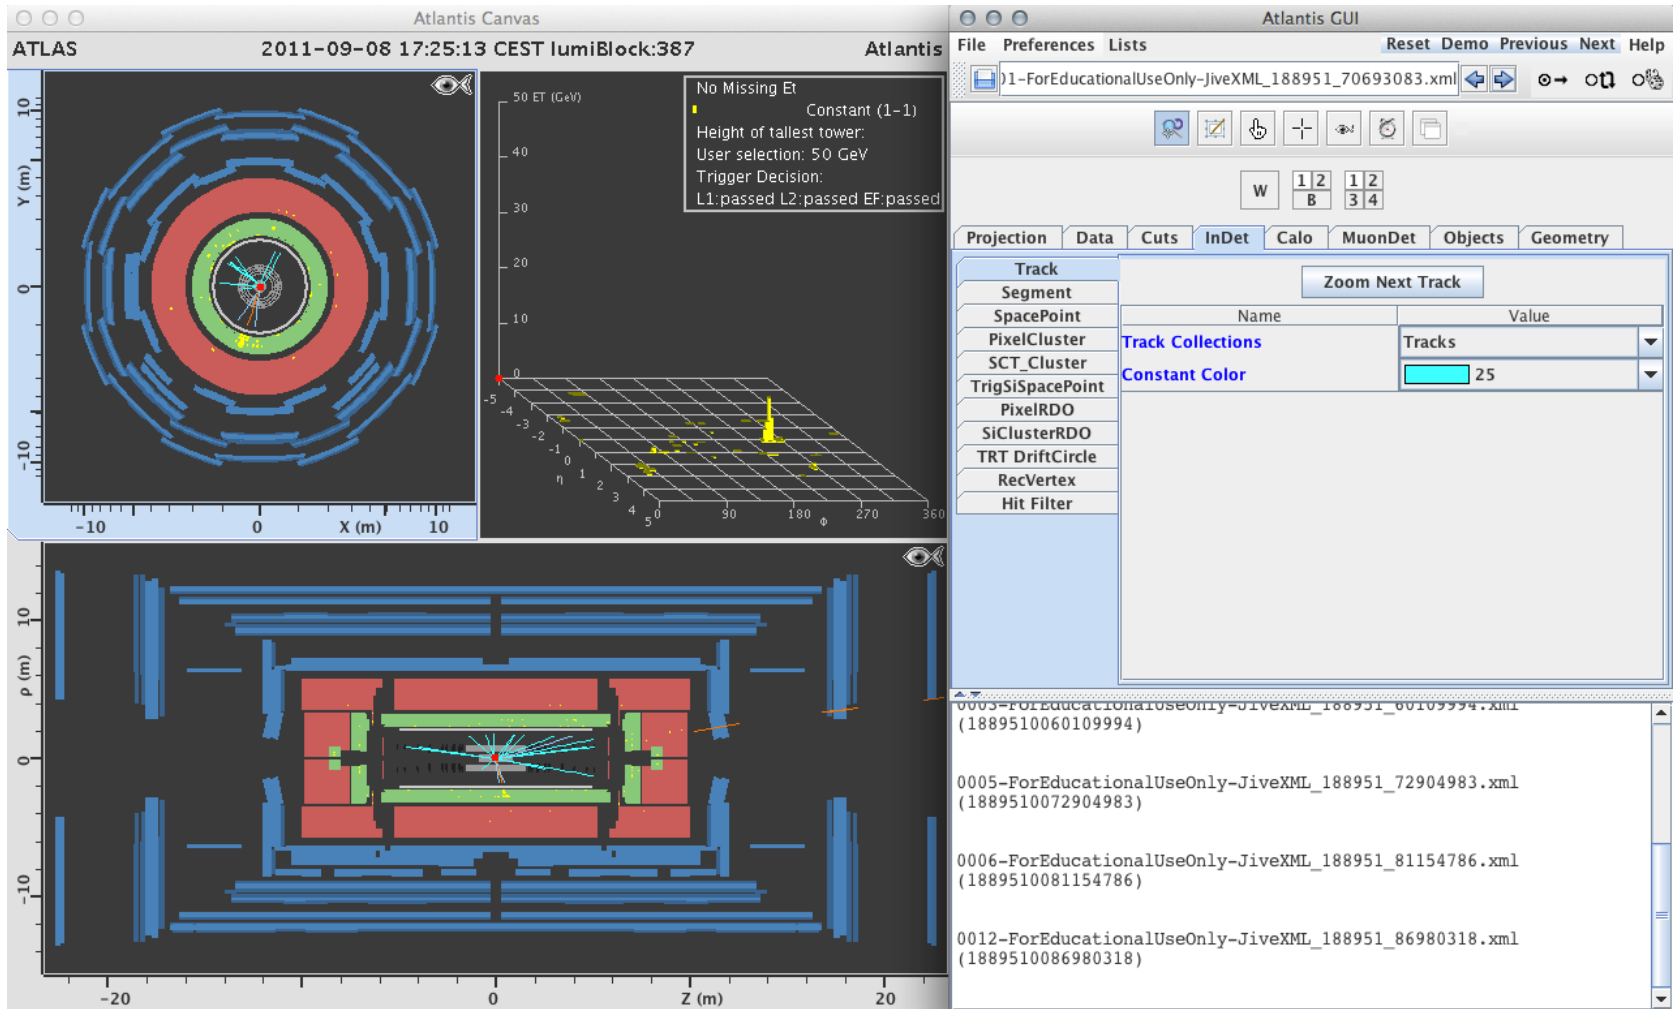 Atlantis Canvas
ATLAS 2011-09-08 17:25:13 CEST lumiBlock:387 Atlantis
10
0
-10
Y (m)
-10 0 X (m) 10
50 ET (GeV)
40
30
20
10
0
No Missing Et
Constant (1-1)
Height of tallest tower:
User selection: 50 GeV
Trigger Decision:
L1:passed L2:passed EF:passed
-5
-4
-3
-2
-1
0
η
1
2
3
4
5
0 90 180 Φ 270 360
10
0
-10
ρ (m)
-20 0 Z (m) 20
Atlantis GUI
File Preferences Lists Reset Demo Previous Next Help
)1-ForEducationalUseOnly-JiveXML_188951_70693083.xml
W
1 2
B
1 2
3 4
Projection Data Cuts InDet Calo MuonDet Objects Geometry
Track
Segment
SpacePoint
PixelCluster
SCT_Cluster
TrigSiSpacePoint
PixelRDO
SiClusterRDO
TRT DriftCircle
RecVertex
Hit Filter
Zoom Next Track
Name Value
Track Collections Tracks
Constant Color 25
0003-ForEducationalUseOnly-JiveXML_188951_60109994.xml
(1889510060109994)
0005-ForEducationalUseOnly-JiveXML_188951_72904983.xml
(1889510072904983)
0006-ForEducationalUseOnly-JiveXML_188951_81154786.xml
(1889510081154786)
0012-ForEducationalUseOnly-JiveXML_188951_86980318.xml
(1889510086980318)